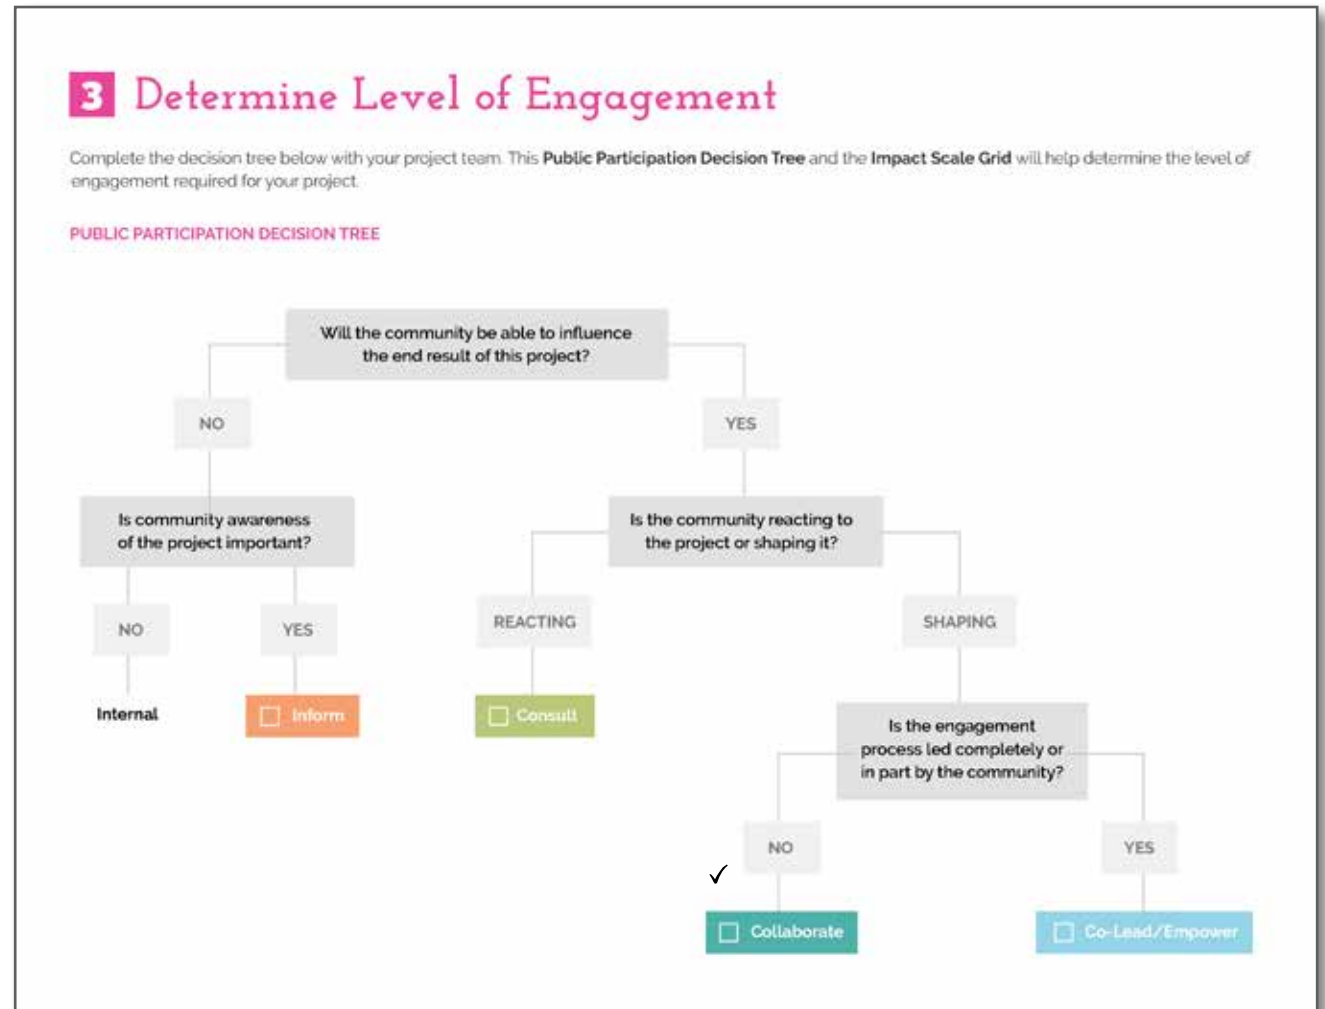 3 Determine Level of Engagement
Complete the decision tree below with your project team. This Public Participation Decision Tree and the Impact Scale Grid will help determine the level of
engagement required for your project.
PUBLIC PARTICIPATION DECISION TREE
Will the community be able to influence
the end result of this project?
NO
YES
Is community awareness
of the project important?
Is the community reacting to
the project or shaping it?
NO
YES
REACTING
SHAPING
Internal
Inform
Consult
Is the engagement
process led completely or
in part by the community?
NO
YES
✓
Collaborate
Co-Lead/Empower